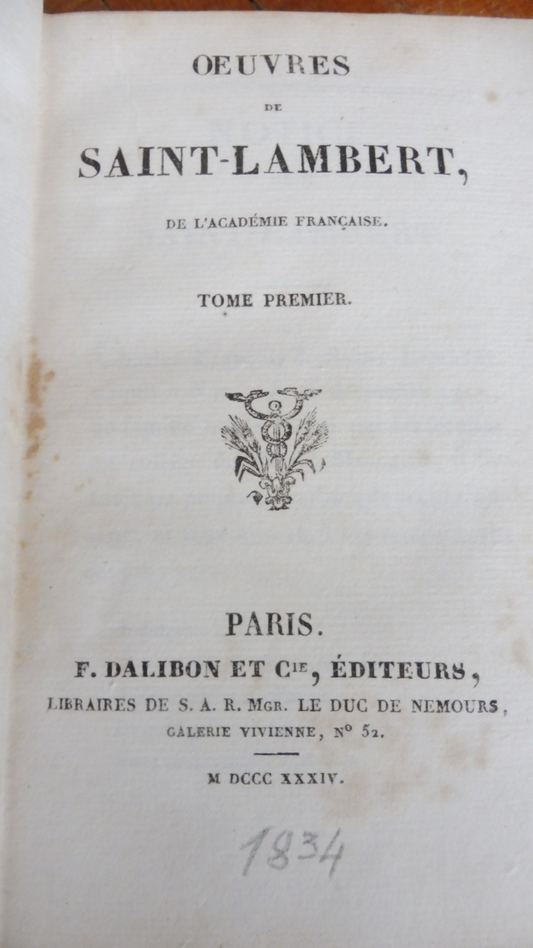 OEUVRES
DE
SAINT-LAMBERT,
DE L'ACADÉMIE FRANÇAISE.
TOME PREMIER.
PARIS.
F. DALIBON ET CIE, ÉDITEURS,
LIBRAIRES DE S. A. R. MGR. LE DUC DE NEMOURS,
GALERIE VIVIENNE, Nº 52.
M DCCC XXXIV.
1834